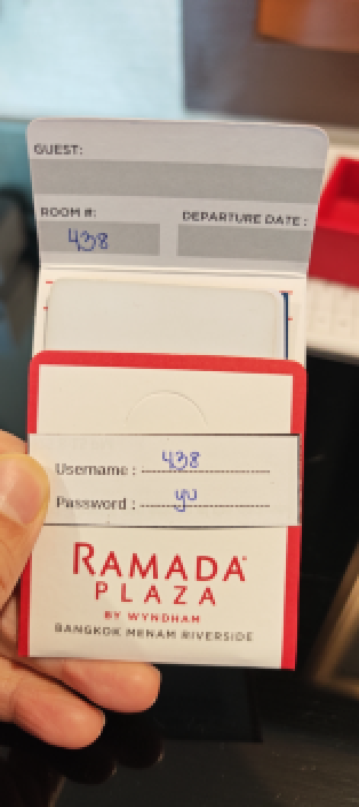 GUEST:
ROOM #: DEPARTURE DATE :
438
Username : 438
Password : yu
RAMADA
PLAZA
BY WYNDHAM
BANGKOK MENAM RIVERSIDE